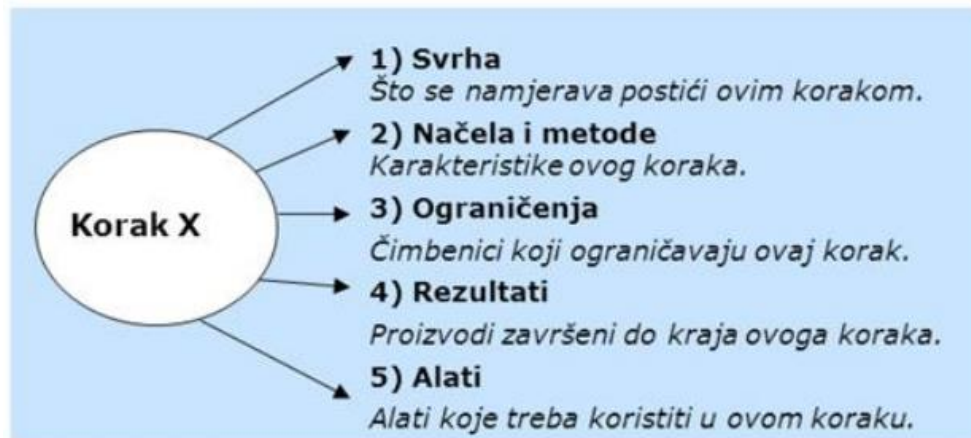 1) Svrha
Što se namjerava postići ovim korakom.
2) Načela i metode
Karakteristike ovog koraka.
Korak X
3) Ograničenja
Čimbenici koji ograničavaju ovaj korak.
4) Rezultati
Proizvodi završeni do kraja ovoga koraka.
5) Alati
Alati koje treba koristiti u ovom koraku.